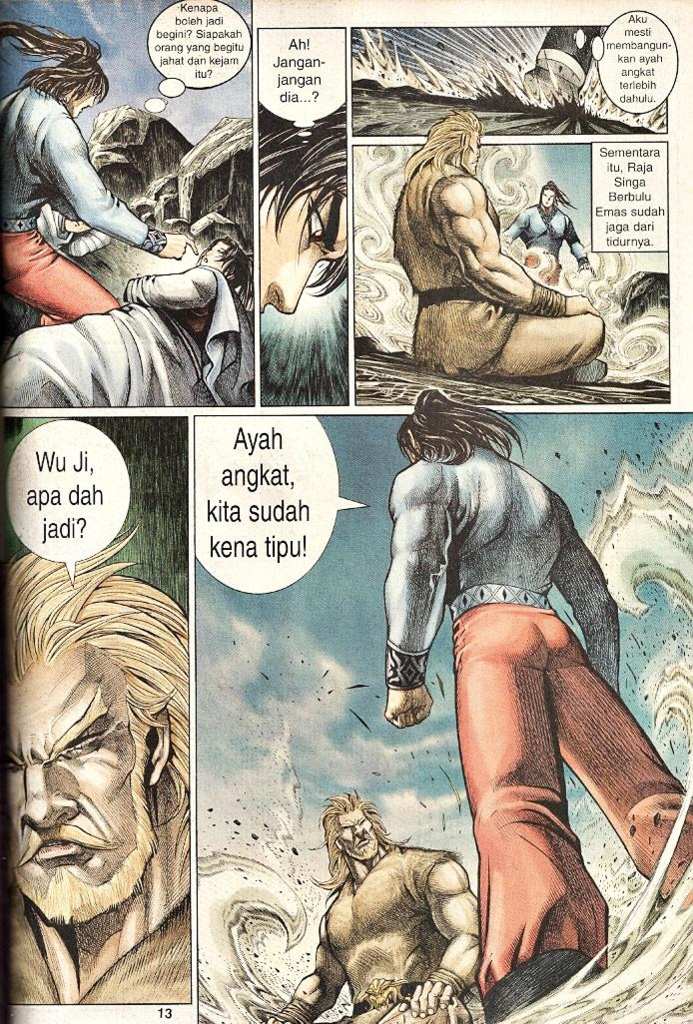 Kenapa
boleh jadi
begini? Siapakah
orang yang begitu
jahat dan kejam
itu?
Ah!
Jangan-
jangan
dia...?
Aku
mesti
membangun-
kan ayah
angkat
terlebih
dahulu.
Sementara
itu, Raja
Singa
Berbulu
Emas sudah
jaga dari
tidurnya.
Wu Ji,
apa dah
jadi?
Ayah
angkat,
kita sudah
kena tipu!
13